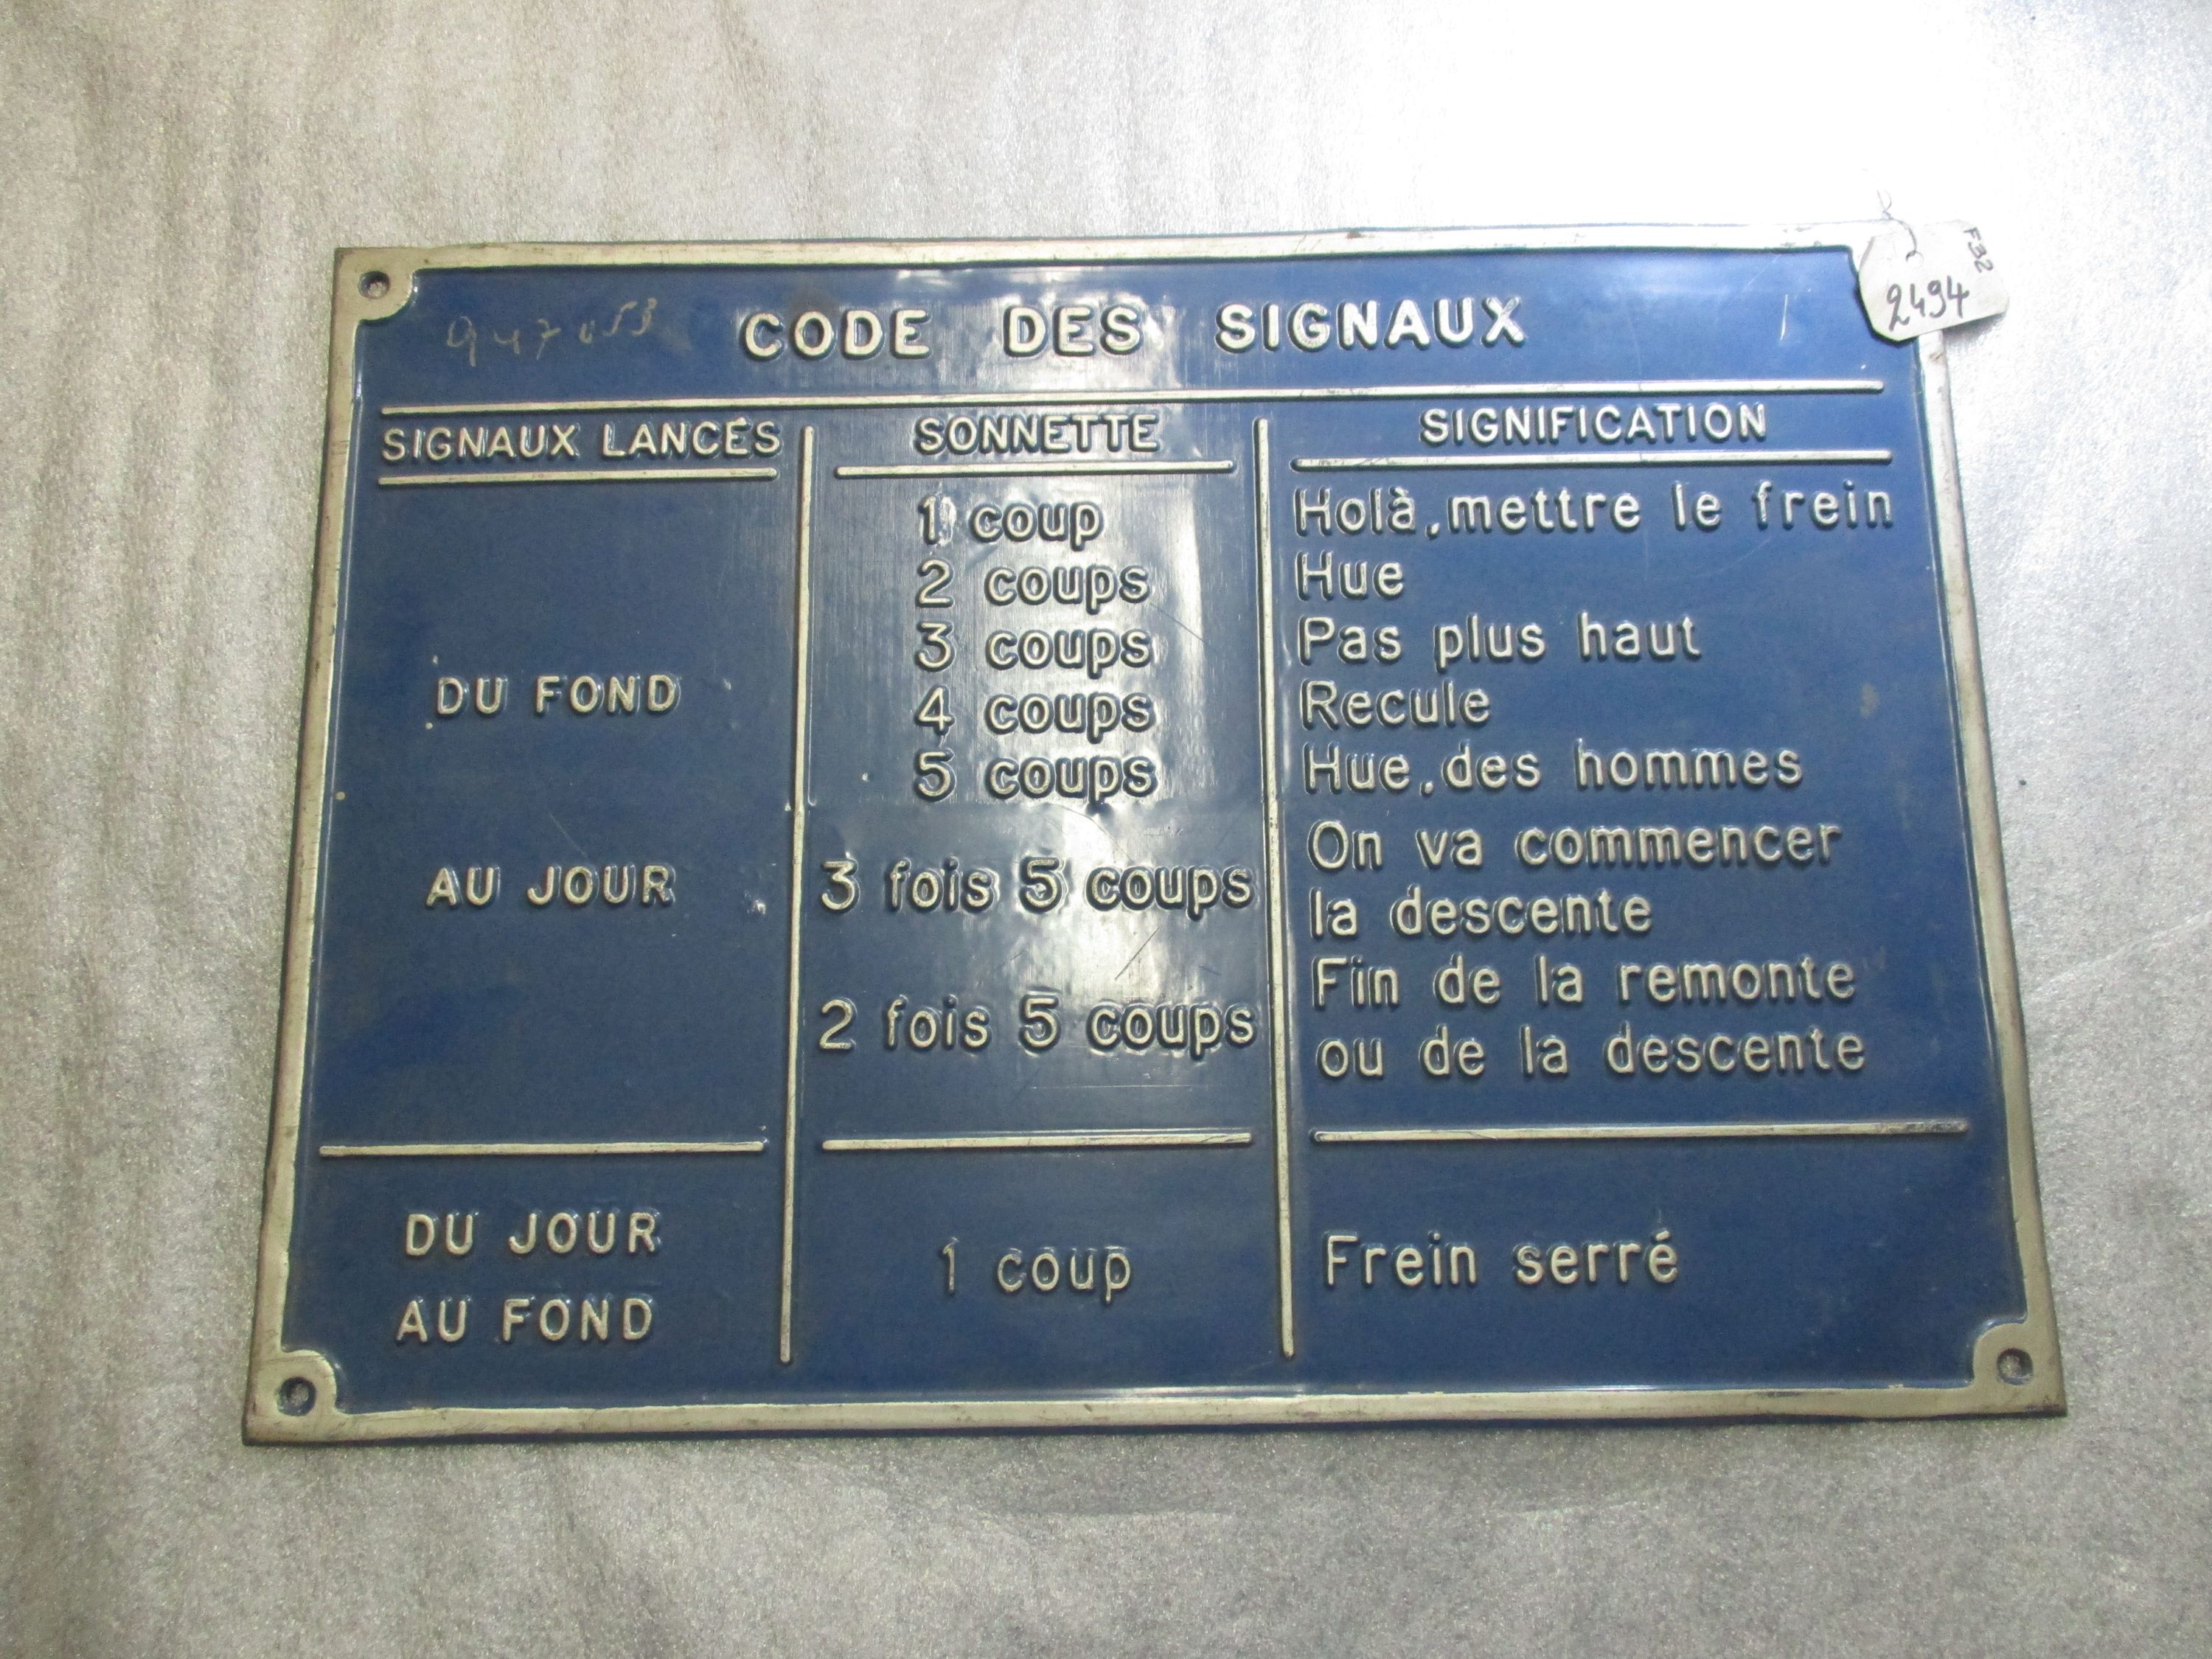 CODE DES SIGNAUX
F32
2494
SIGNAUX LANCÉS SONNETTE SIGNIFICATION
1 coup Holà, mettre le frein
2 coups Hue
3 coups Pas plus haut
DU FOND 4 coups Recule
5 coups Hue, des hommes
AU JOUR 3 fois 5 coups On va commencer
la descente
2 fois 5 coups Fin de la remonte
ou de la descente
DU JOUR
AU FOND 1 coup Frein serré